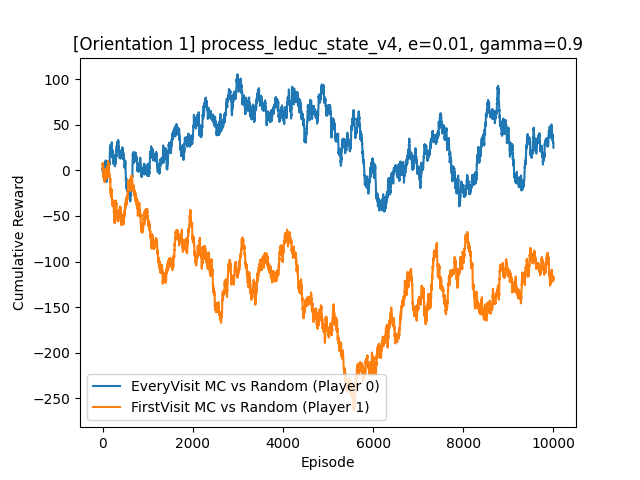 [Orientation 1] process_leduc_state_v4, e=0.01, gamma=0.9
100
50
0
−50
−100
−150
−200
−250
Cumulative Reward
EveryVisit MC vs Random (Player 0)
FirstVisit MC vs Random (Player 1)
0 2000 4000 6000 8000 10000
Episode